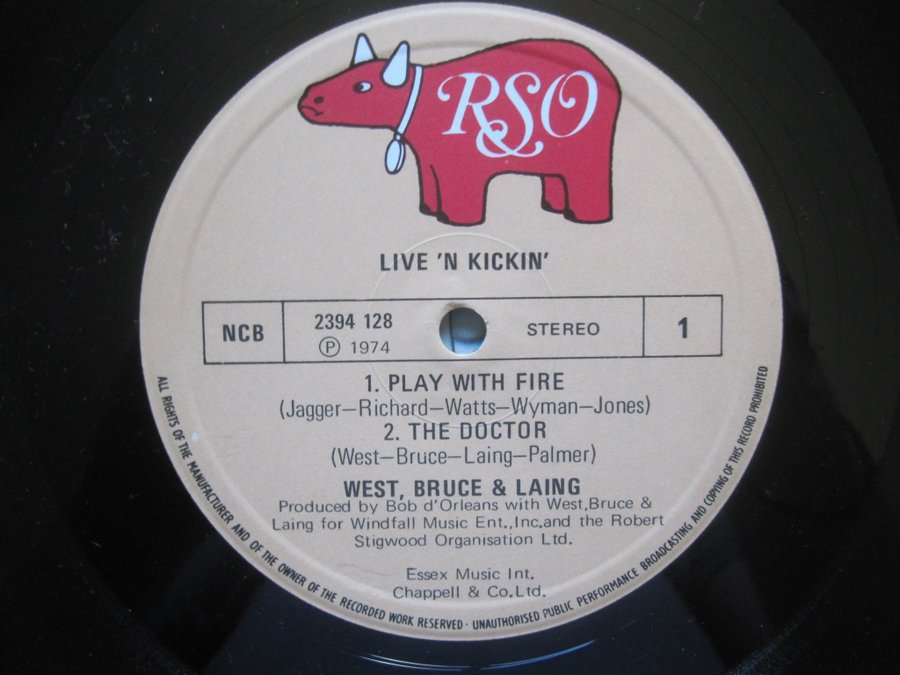 RSO
LIVE 'N KICKIN'
NCB
2394 128
Ⓟ 1974
STEREO
1
1. PLAY WITH FIRE
(Jagger—Richard—Watts—Wyman—Jones)
2. THE DOCTOR
(West—Bruce—Laing—Palmer)
WEST, BRUCE & LAING
Produced by Bob d'Orleans with West,Bruce &
Laing for Windfall Music Ent.,Inc.and the Robert
Stigwood Organisation Ltd.
Essex Music Int.
Chappell & Co.Ltd.
ALL RIGHTS OF THE MANUFACTURER AND OF THE OWNER OF THE RECORDED WORK RESERVED · UNAUTHORISED PUBLIC PERFORMANCE BROADCASTING AND COPYING OF THIS RECORD PROHIBITED